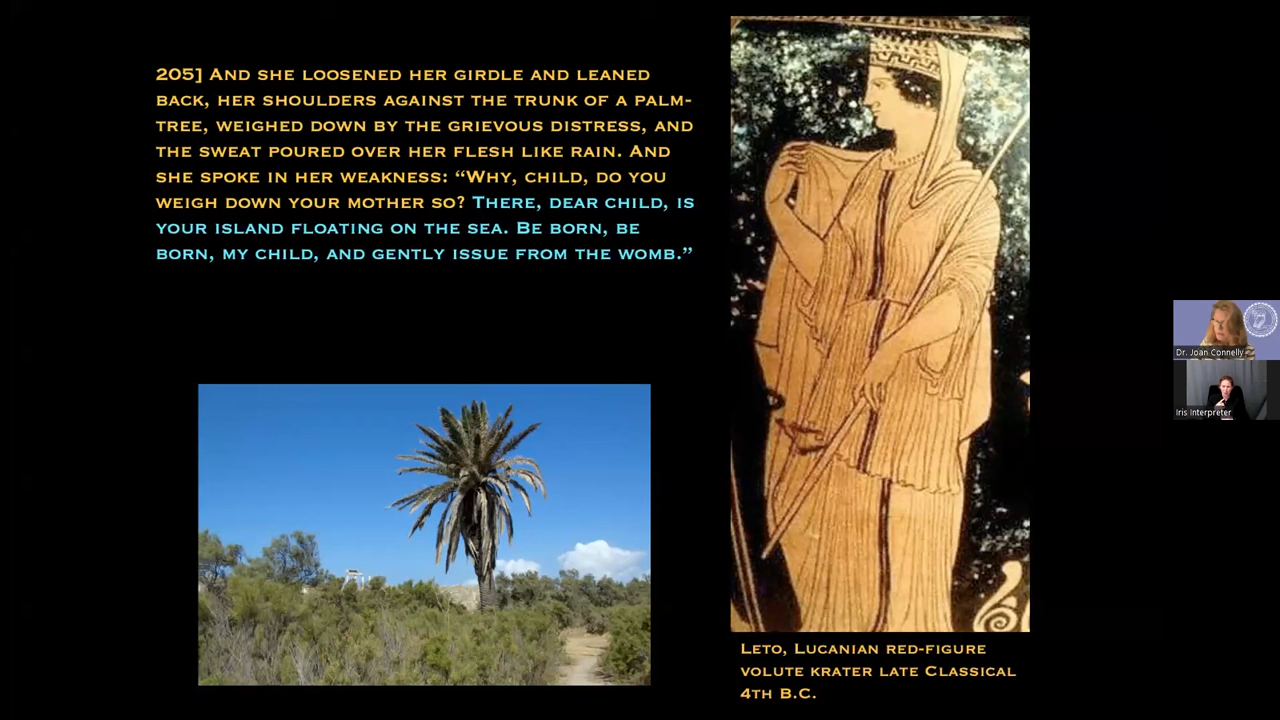 205] And she loosened her girdle and leaned
back, her shoulders against the trunk of a palm-
tree, weighed down by the grievous distress, and
the sweat poured over her flesh like rain. And
she spoke in her weakness: “Why, child, do you
weigh down your mother so? There, dear child, is
your island floating on the sea. Be born, be
born, my child, and gently issue from the womb.”
Leto, Lucanian red-figure
volute krater late Classical
4th B.C.
Dr. Joan Connelly
Iris Interpreter